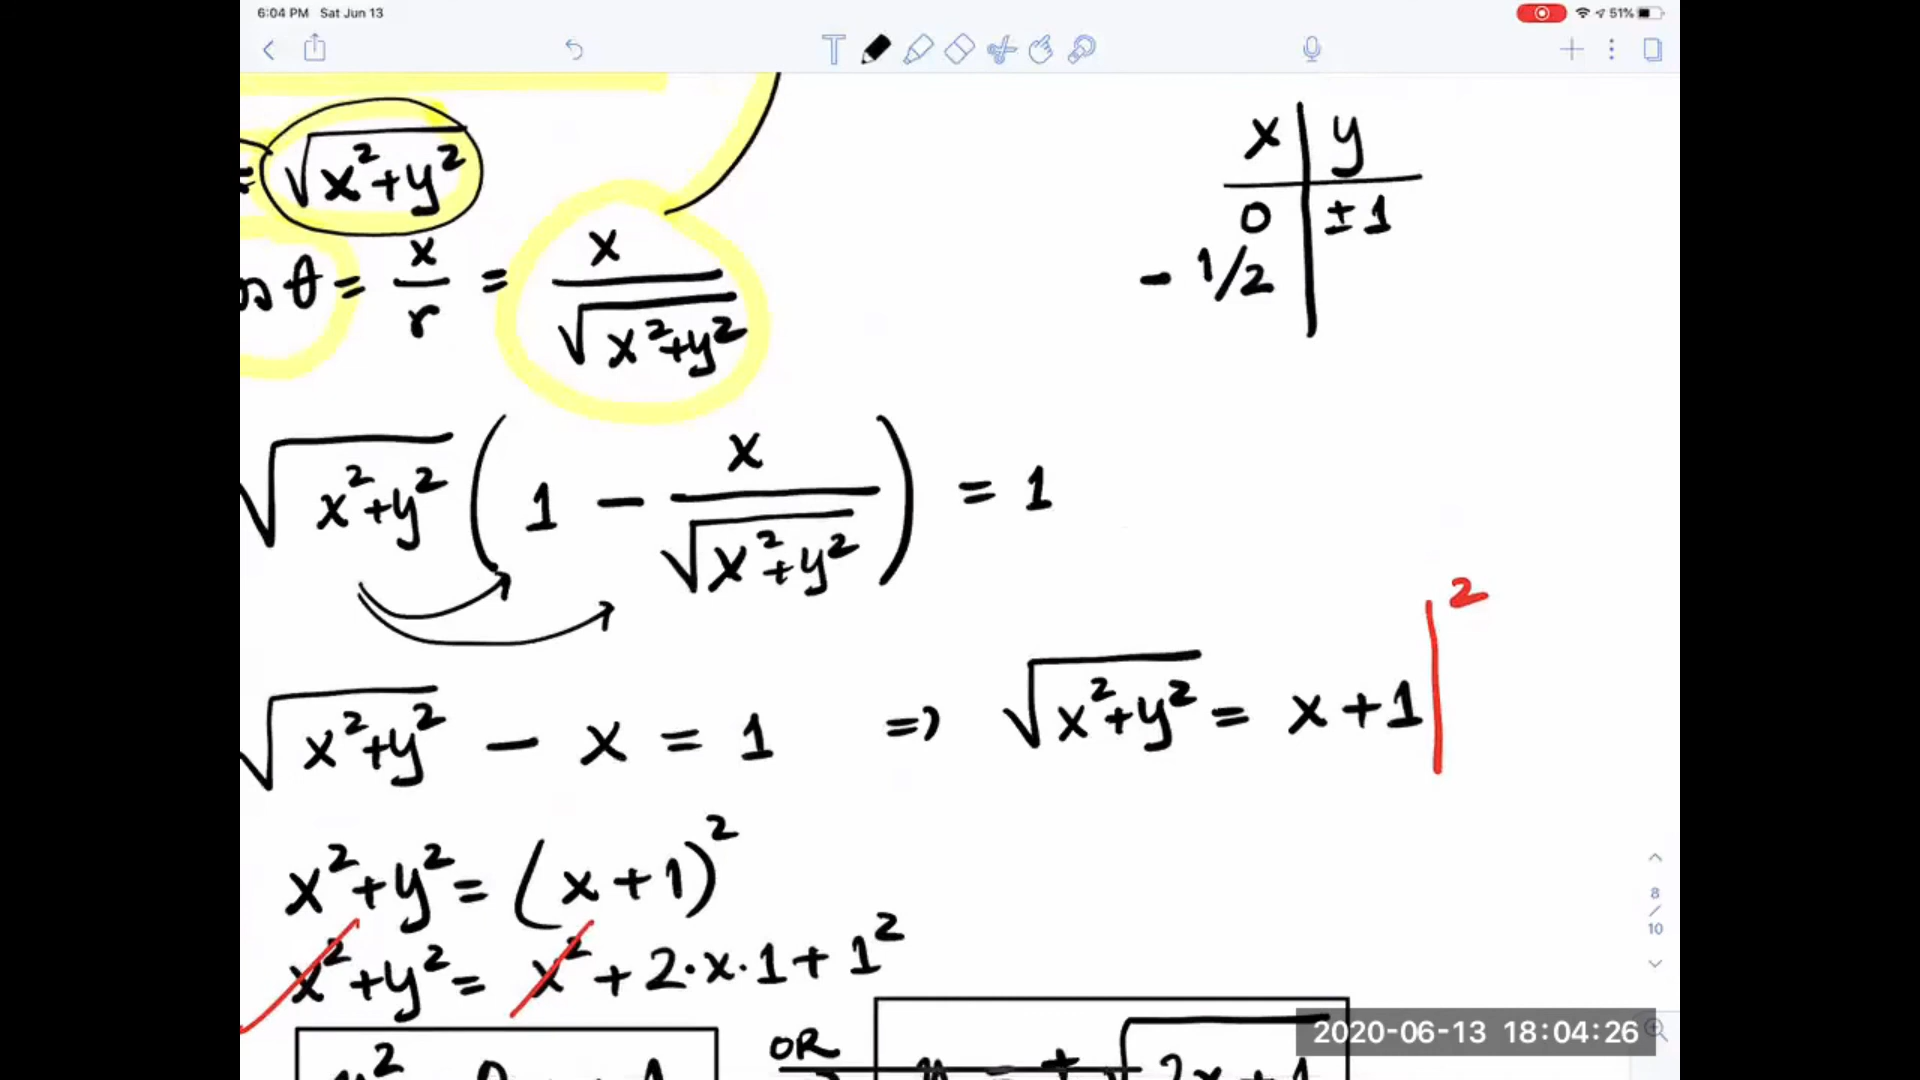 6:04 PM Sat Jun 13
51%
T
= √(x²+y²)
θ = x/r = x/√(x²+y²)
x | y
0 | ±1
-1/2 |
√(x²+y²) (1 - x/√(x²+y²)) = 1
√(x²+y²) - x = 1 => √(x²+y²) = x+1 |²
x²+y² = (x+1)²
x²+y² = x² + 2·x·1 + 1²
OR
8
/
10
2020-06-13 18:04:26